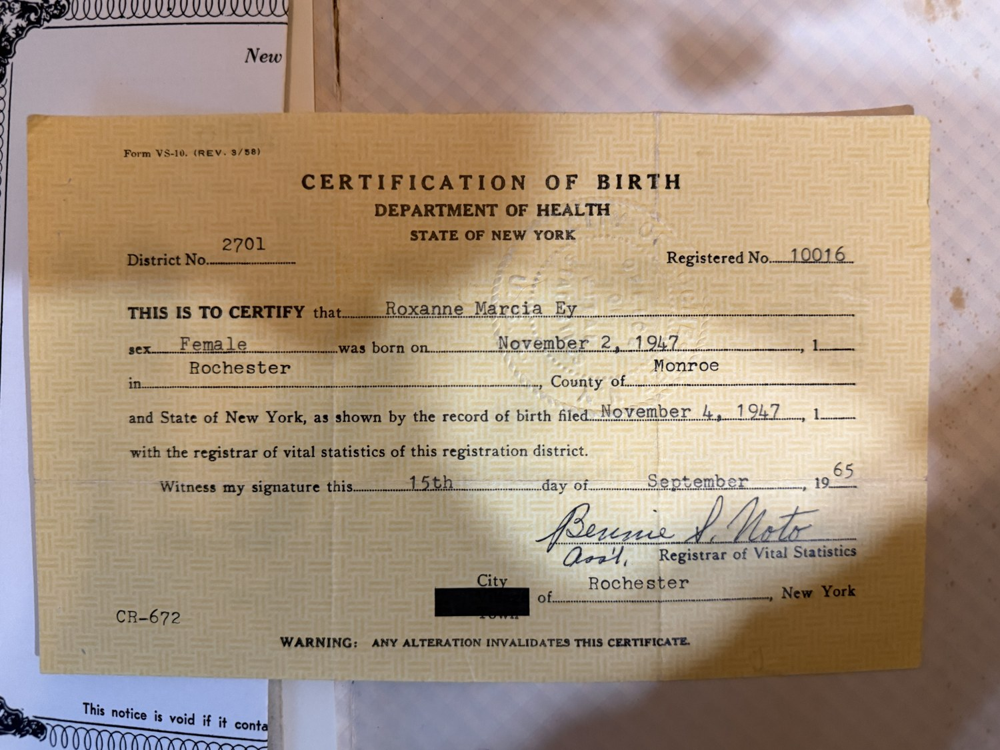 New
Form VS-10. (REV. 3/58)
CERTIFICATION OF BIRTH
DEPARTMENT OF HEALTH
STATE OF NEW YORK
District No. 2701
Registered No. 10016
THIS IS TO CERTIFY that Roxanne Marcia Ey
sex Female was born on November 2, 1947, 1
in Rochester, County of Monroe
and State of New York, as shown by the record of birth filed November 4, 1947, 1
with the registrar of vital statistics of this registration district.
Witness my signature this 15th day of September, 19 65
Bennie S. Noto
Ass't. Registrar of Vital Statistics
City
Town
of Rochester, New York
CR-672
WARNING: ANY ALTERATION INVALIDATES THIS CERTIFICATE.
This notice is void if it conta